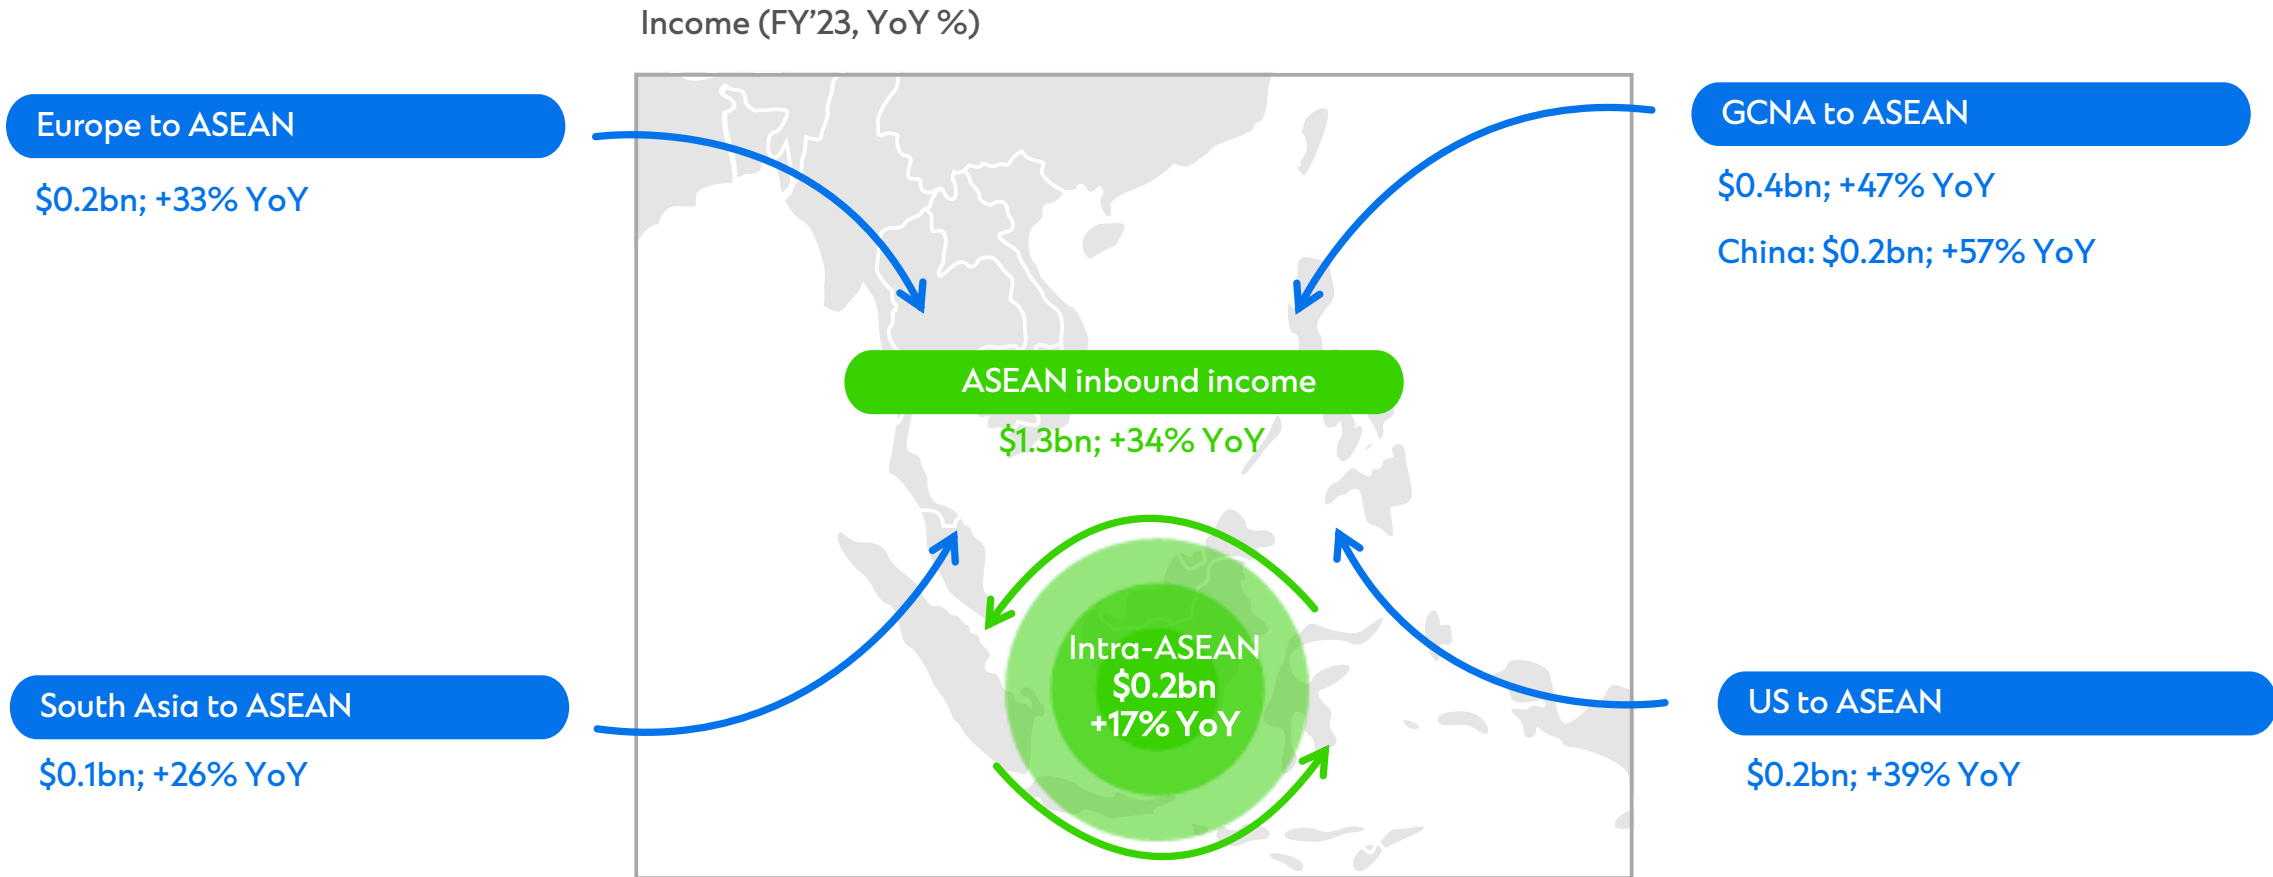 Income (FY’23, YoY %)
Europe to ASEAN
$0.2bn; +33% YoY
GCNA to ASEAN
$0.4bn; +47% YoY
China: $0.2bn; +57% YoY
ASEAN inbound income
$1.3bn; +34% YoY
Intra-ASEAN
$0.2bn
+17% YoY
South Asia to ASEAN
$0.1bn; +26% YoY
US to ASEAN
$0.2bn; +39% YoY